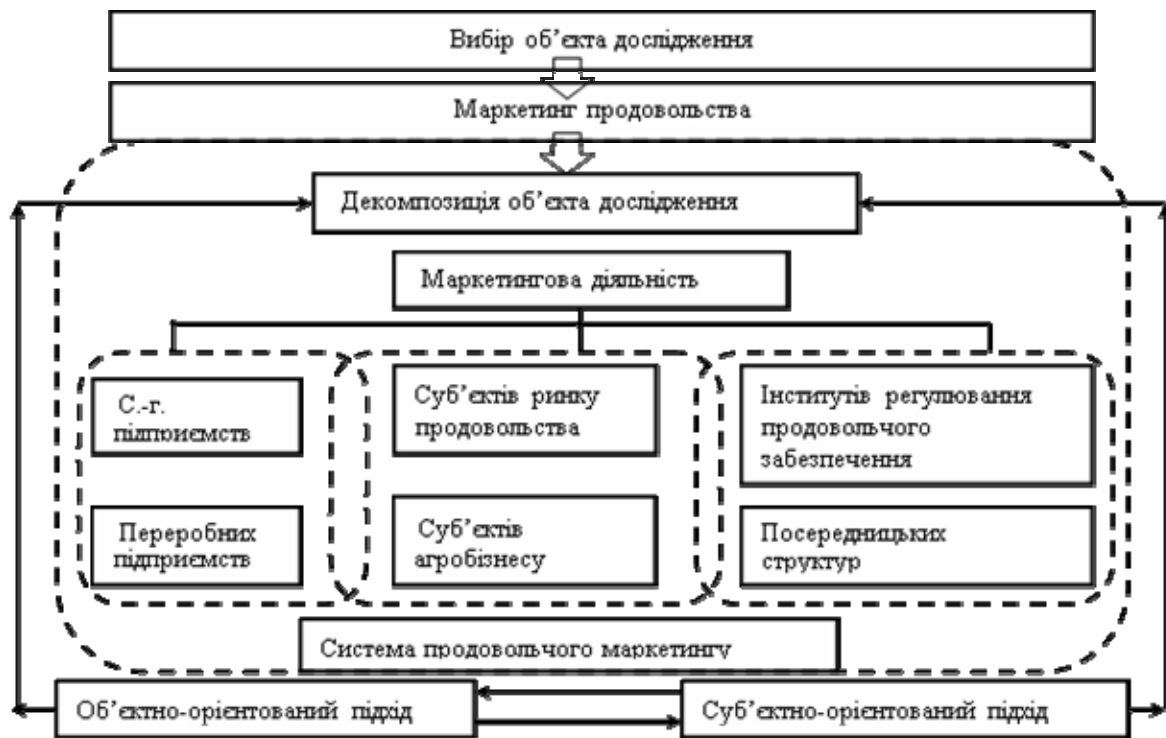 Вибір об’єкта дослідження
Маркетинг продовольства
Декомпозиція об’єкта дослідження
Маркетингова діяльність
С.-г.
підприємств
Суб’єктів ринку
продовольства
Інститутів регулювання
продовольчого
забезпечення
Переробних
підприємств
Суб’єктів
агробізнесу
Посередницьких
структур
Система продовольчого маркетингу
Об’єктно-орієнтований підхід
Суб’єктно-орієнтований підхід